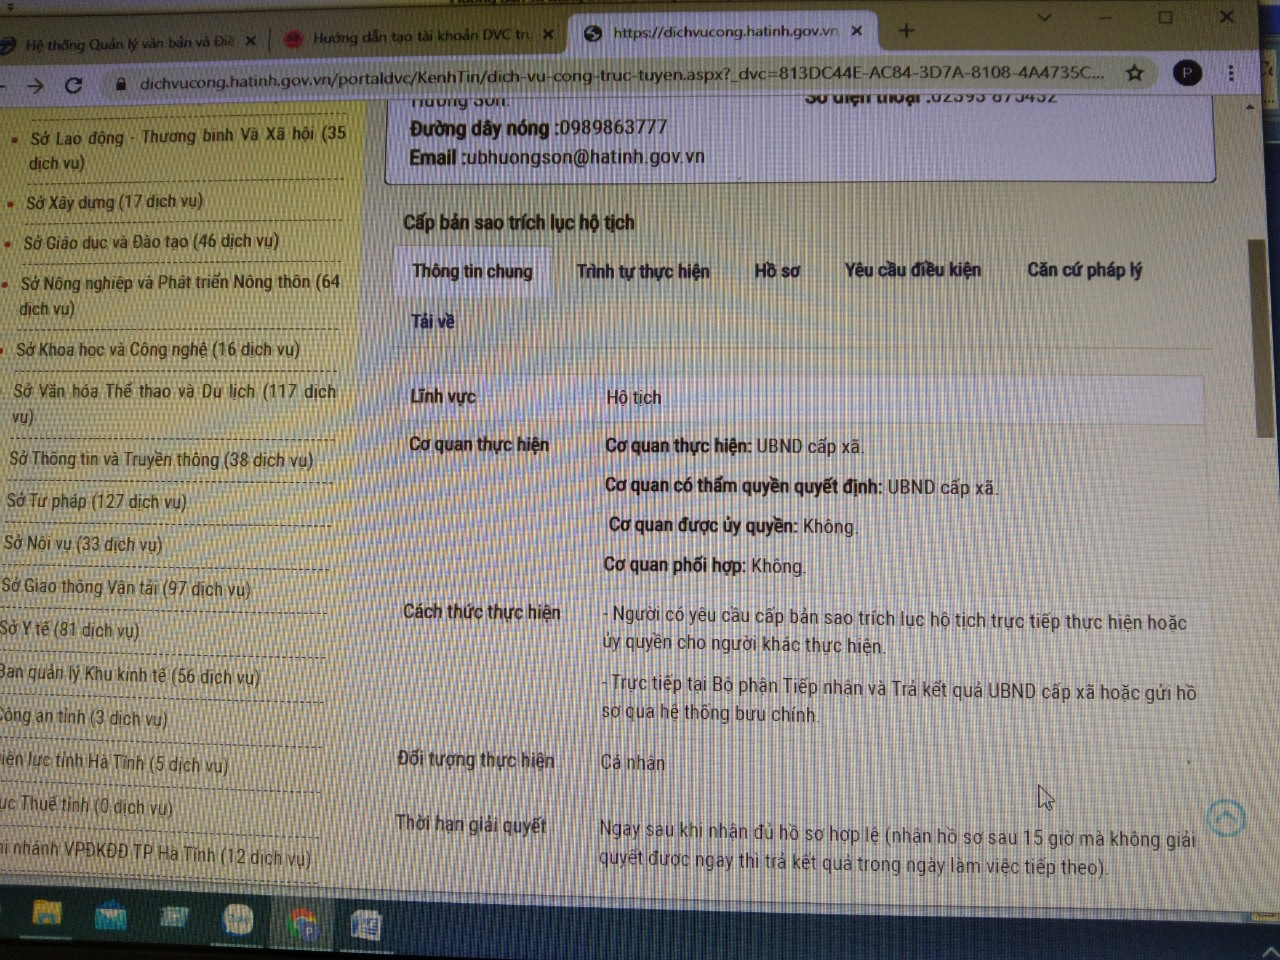 Hệ thống Quản lý văn bản và Điề
Hướng dẫn tạo tài khoản DVC trự
https://dichvucong.hatinh.gov.vn
dichvucong.hatinh.gov.vn/portaldvc/KenhTin/dich-vu-cong-truc-tuyen.aspx?_dvc=813DC44E-AC84-3D7A-8108-4A4735C...
P
Hương Sơn.
Số điện thoại :02393 875452
Đường dây nóng :0989863777
Email :ubhuongson@hatinh.gov.vn
Sở Lao động - Thương binh Và Xã hội (35
dịch vụ)
Sở Xây dựng (17 dịch vụ)
Sở Giáo dục và Đào tạo (46 dịch vụ)
Sở Nông nghiệp và Phát triển Nông thôn (64
dịch vụ)
Sở Khoa học và Công nghệ (16 dịch vụ)
Sở Văn hóa Thể thao và Du lịch (117 dịch
vụ)
Sở Thông tin và Truyền thông (38 dịch vụ)
Sở Tư pháp (127 dịch vụ)
Sở Nội vụ (33 dịch vụ)
Sở Giao thông Vận tải (97 dịch vụ)
Sở Y tế (81 dịch vụ)
Ban quản lý Khu kinh tế (56 dịch vụ)
Công an tỉnh (3 dịch vụ)
iện lực tỉnh Hà Tĩnh (5 dịch vụ)
ục Thuế tỉnh (0 dịch vụ)
hi nhánh VPĐKĐĐ TP Hà Tĩnh (12 dịch vụ)
Cấp bản sao trích lục hộ tịch
Thông tin chung Trình tự thực hiện Hồ sơ Yêu cầu điều kiện Căn cứ pháp lý
Tải về
Lĩnh vực Hộ tịch
Cơ quan thực hiện Cơ quan thực hiện: UBND cấp xã.
Cơ quan có thẩm quyền quyết định: UBND cấp xã.
Cơ quan được ủy quyền: Không.
Cơ quan phối hợp: Không.
Cách thức thực hiện - Người có yêu cầu cấp bản sao trích lục hộ tịch trực tiếp thực hiện hoặc
ủy quyền cho người khác thực hiện.
- Trực tiếp tại Bộ phận Tiếp nhận và Trả kết quả UBND cấp xã hoặc gửi hồ
sơ qua hệ thống bưu chính.
Đối tượng thực hiện Cá nhân
Thời hạn giải quyết Ngay sau khi nhận đủ hồ sơ hợp lệ (nhận hồ sơ sau 15 giờ mà không giải
quyết được ngay thì trả kết quả trong ngày làm việc tiếp theo).